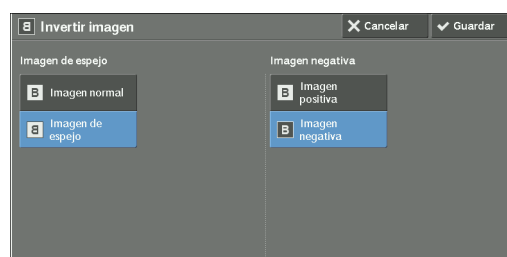 Invertir imagen
Cancelar
Guardar
Imagen de espejo
Imagen negativa
B Imagen normal
B Imagen de
espejo
B Imagen
positiva
B Imagen
negativa